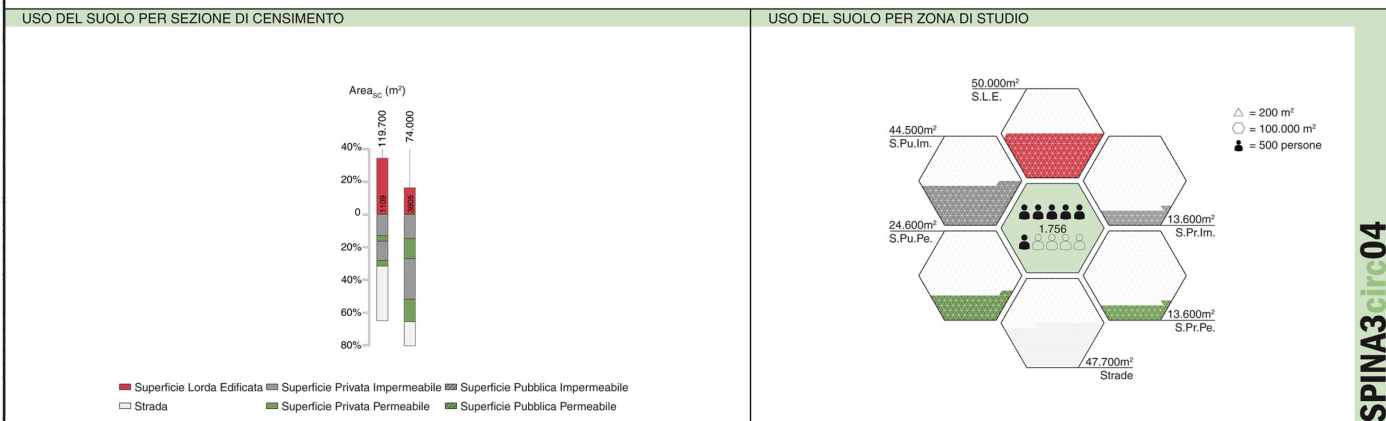 USO DEL SUOLO PER SEZIONE DI CENSIMENTO
Area_SC (m²)
119.700
74.000
40%
20%
0
20%
40%
60%
80%
1109
3805
Superficie Lorda Edificata
Superficie Privata Impermeabile
Superficie Pubblica Impermeabile
Strada
Superficie Privata Permeabile
Superficie Pubblica Permeabile
USO DEL SUOLO PER ZONA DI STUDIO
50.000m²
S.L.E.
44.500m²
S.Pu.Im.
24.600m²
S.Pu.Pe.
1.756
13.600m²
S.Pr.Im.
13.600m²
S.Pr.Pe.
47.700m²
Strade
= 200 m²
= 100.000 m²
= 500 persone
SPINA3circ04